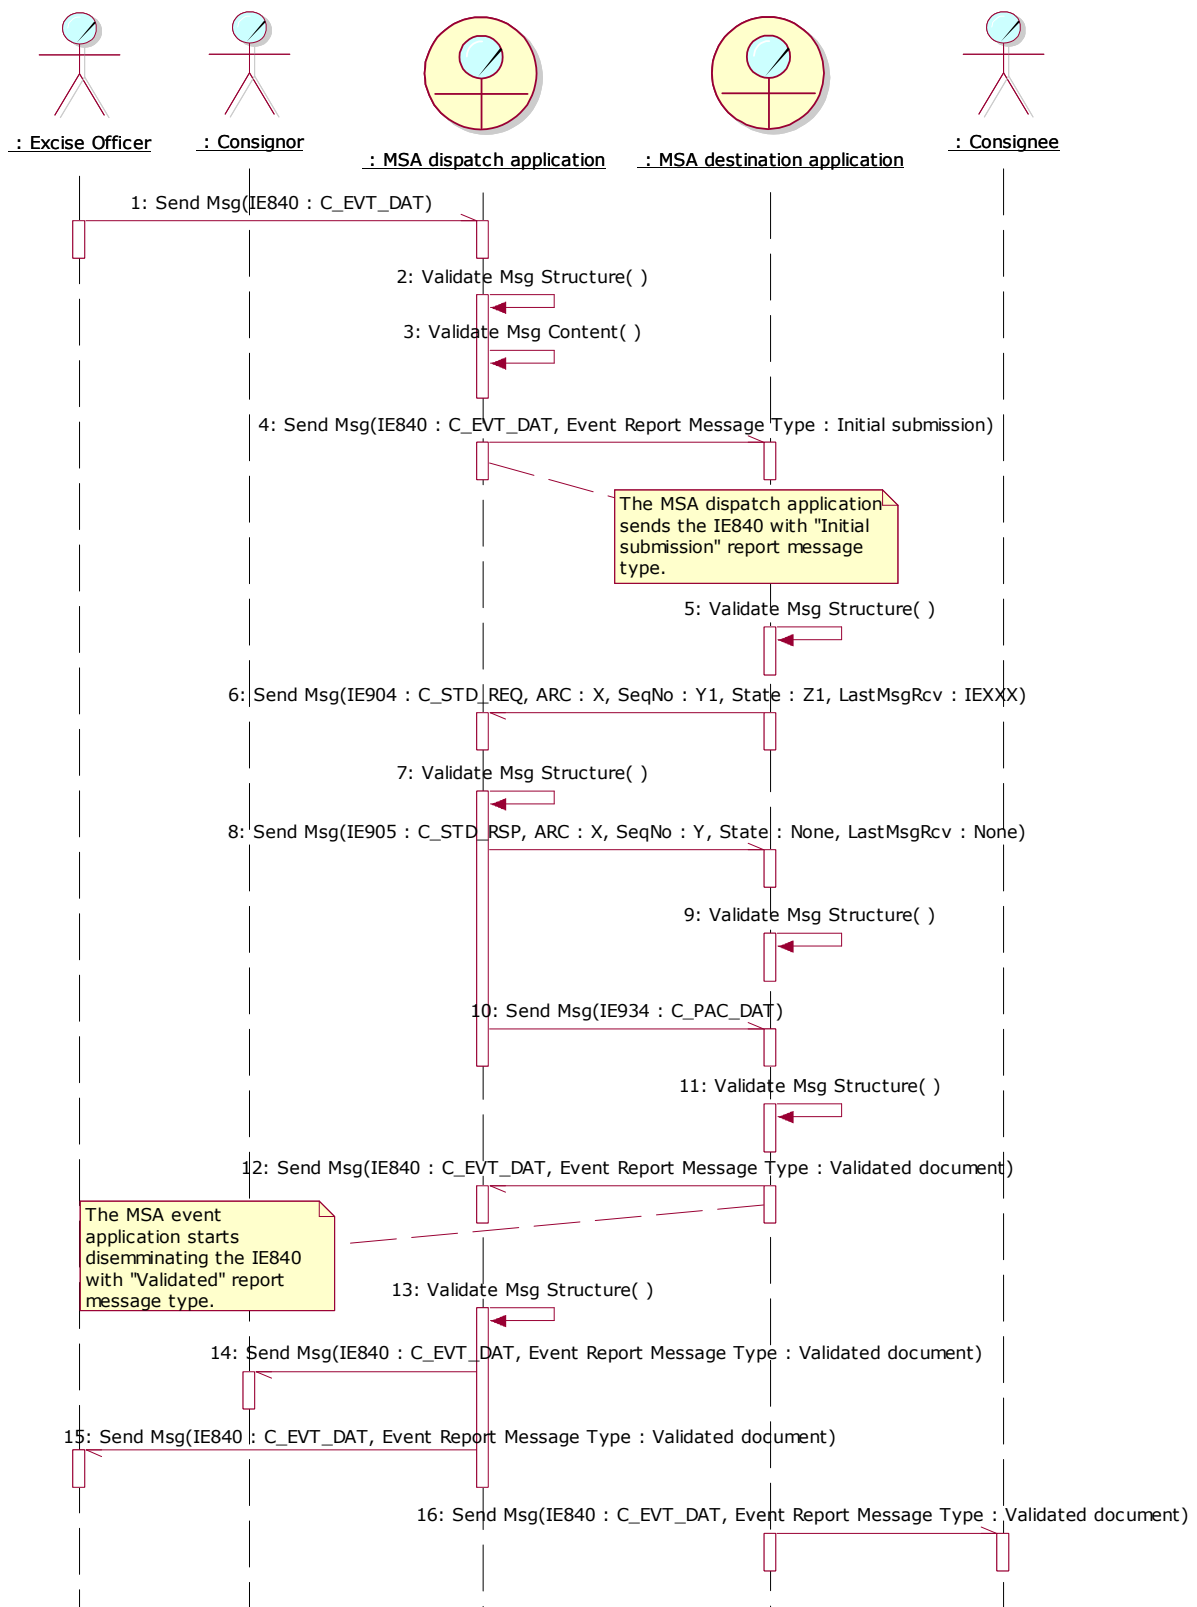 : Excise Officer
: Consignor
: MSA dispatch application
: MSA destination application
: Consignee
1: Send Msg(IE840 : C_EVT_DAT)
2: Validate Msg Structure( )
3: Validate Msg Content( )
4: Send Msg(IE840 : C_EVT_DAT, Event Report Message Type : Initial submission)
The MSA dispatch application
sends the IE840 with "Initial
submission" report message
type.
5: Validate Msg Structure( )
6: Send Msg(IE904 : C_STD_REQ, ARC : X, SeqNo : Y1, State : Z1, LastMsgRcv : IEXXX)
7: Validate Msg Structure( )
8: Send Msg(IE905 : C_STD_RSP, ARC : X, SeqNo : Y, State : None, LastMsgRcv : None)
9: Validate Msg Structure( )
10: Send Msg(IE934 : C_PAC_DAT)
11: Validate Msg Structure( )
12: Send Msg(IE840 : C_EVT_DAT, Event Report Message Type : Validated document)
The MSA event
application starts
disemminating the IE840
with "Validated" report
message type.
13: Validate Msg Structure( )
14: Send Msg(IE840 : C_EVT_DAT, Event Report Message Type : Validated document)
15: Send Msg(IE840 : C_EVT_DAT, Event Report Message Type : Validated document)
16: Send Msg(IE840 : C_EVT_DAT, Event Report Message Type : Validated document)